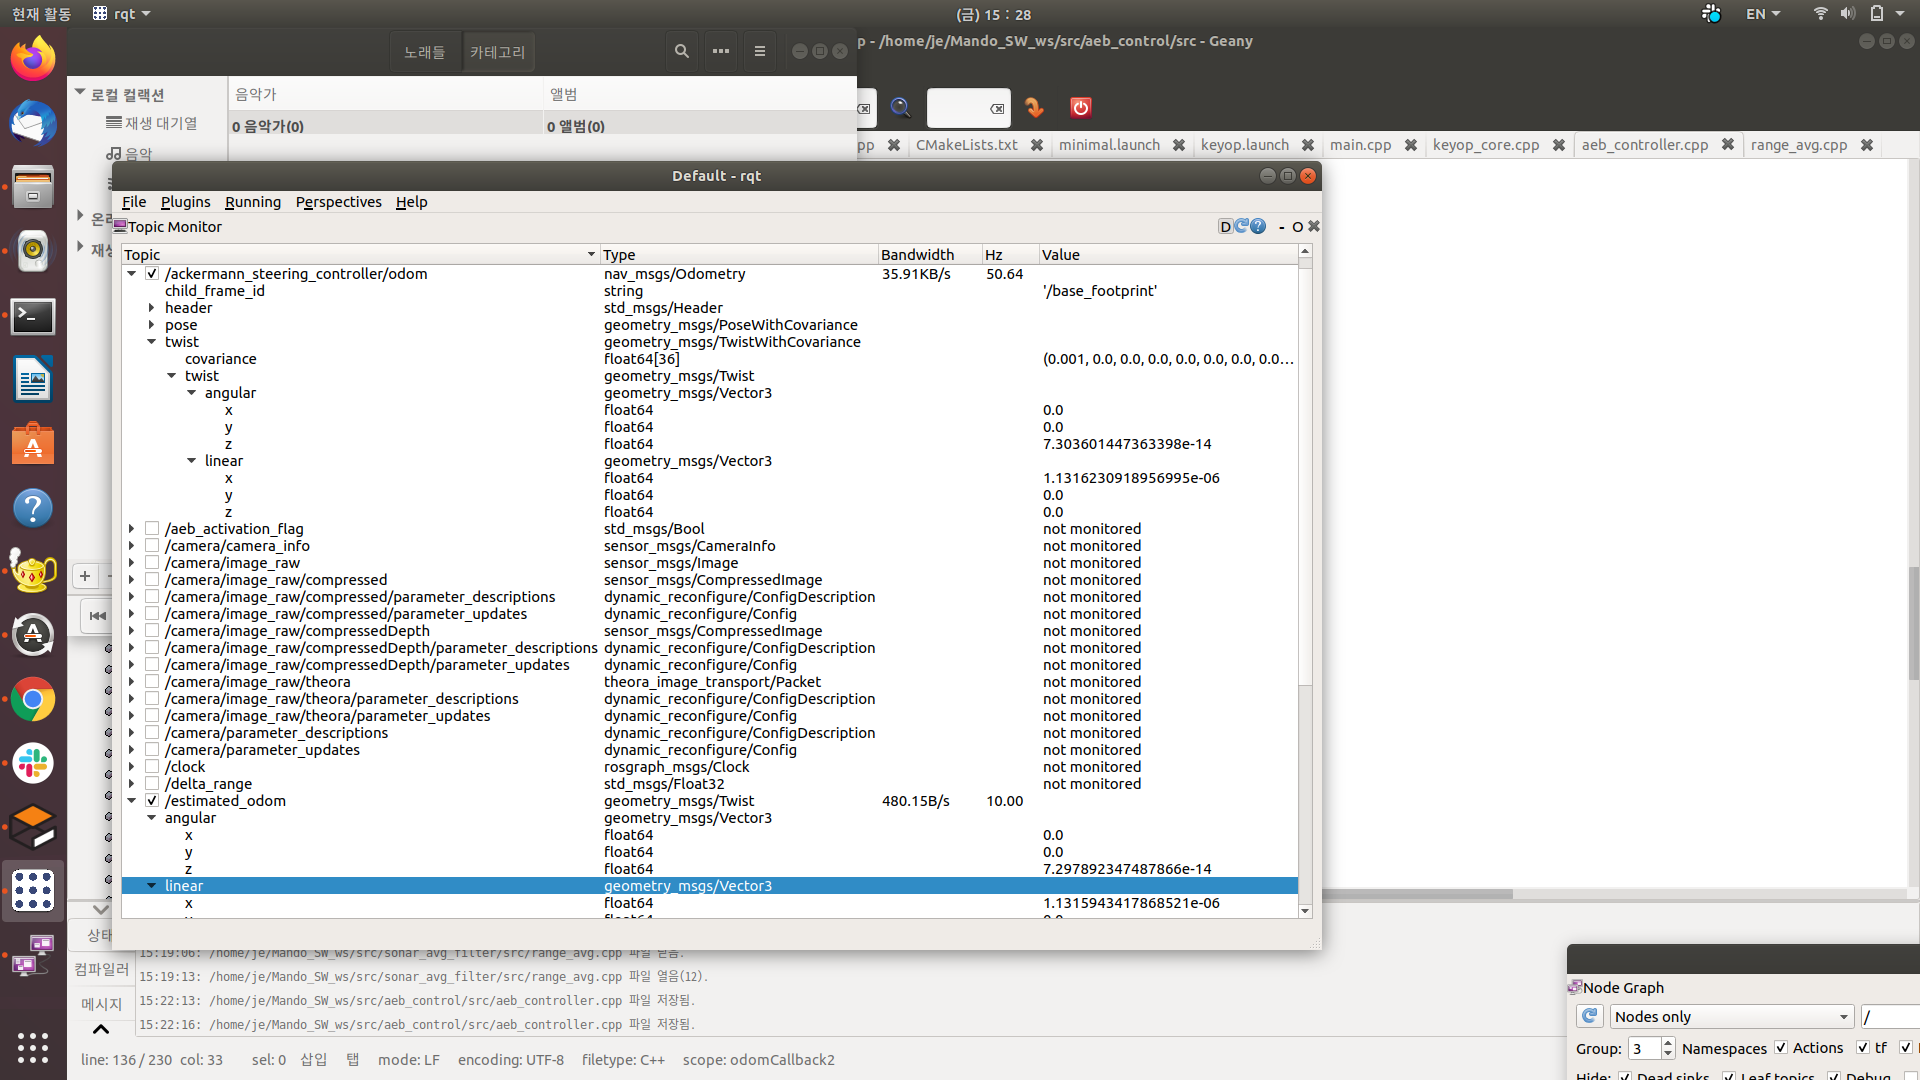 현재 활동 rqt (금) 15 : 28 EN
노래들 카테고리 p - /home/je/Mando_SW_ws/src/aeb_control/src - Geany
로컬 컬랙션 음악가 앨범
재생 대기열 0 음악가(0) 0 앨범(0)
음악
pp CMakeLists.txt minimal.launch keyop.launch main.cpp keyop_core.cpp aeb_controller.cpp range_avg.cpp
Default - rqt
File Plugins Running Perspectives Help
Topic Monitor D - O
Topic Type Bandwidth Hz Value
/ackermann_steering_controller/odom nav_msgs/Odometry 35.91KB/s 50.64
child_frame_id string '/base_footprint'
header std_msgs/Header
pose geometry_msgs/PoseWithCovariance
twist geometry_msgs/TwistWithCovariance
covariance float64[36] (0.001, 0.0, 0.0, 0.0, 0.0, 0.0, 0.0, 0.0...
twist geometry_msgs/Twist
angular geometry_msgs/Vector3
x float64 0.0
y float64 0.0
z float64 7.303601447363398e-14
linear geometry_msgs/Vector3
x float64 1.1316230918956995e-06
y float64 0.0
z float64 0.0
/aeb_activation_flag std_msgs/Bool not monitored
/camera/camera_info sensor_msgs/CameraInfo not monitored
/camera/image_raw sensor_msgs/Image not monitored
/camera/image_raw/compressed sensor_msgs/CompressedImage not monitored
/camera/image_raw/compressed/parameter_descriptions dynamic_reconfigure/ConfigDescription not monitored
/camera/image_raw/compressed/parameter_updates dynamic_reconfigure/Config not monitored
/camera/image_raw/compressedDepth sensor_msgs/CompressedImage not monitored
/camera/image_raw/compressedDepth/parameter_descriptions dynamic_reconfigure/ConfigDescription not monitored
/camera/image_raw/compressedDepth/parameter_updates dynamic_reconfigure/Config not monitored
/camera/image_raw/theora theora_image_transport/Packet not monitored
/camera/image_raw/theora/parameter_descriptions dynamic_reconfigure/ConfigDescription not monitored
/camera/image_raw/theora/parameter_updates dynamic_reconfigure/Config not monitored
/camera/parameter_descriptions dynamic_reconfigure/ConfigDescription not monitored
/camera/parameter_updates dynamic_reconfigure/Config not monitored
/clock rosgraph_msgs/Clock not monitored
/delta_range std_msgs/Float32 not monitored
/estimated_odom geometry_msgs/Twist 480.15B/s 10.00
angular geometry_msgs/Vector3
x float64 0.0
y float64 0.0
z float64 7.297892347487866e-14
linear geometry_msgs/Vector3
x float64 1.1315943417868521e-06
상태
컴파일러
메시지
15:19:06: /home/je/Mando_SW_ws/src/sonar_avg_filter/src/range_avg.cpp 파일 닫음.
15:19:13: /home/je/Mando_SW_ws/src/sonar_avg_filter/src/range_avg.cpp 파일 열음(12).
15:22:13: /home/je/Mando_SW_ws/src/aeb_control/src/aeb_controller.cpp 파일 저장됨.
15:22:16: /home/je/Mando_SW_ws/src/aeb_control/src/aeb_controller.cpp 파일 저장됨.
line: 136 / 230 col: 33 sel: 0 삽입 탭 mode: LF encoding: UTF-8 filetype: C++ scope: odomCallback2
Node Graph
Nodes only /
Group: 3 Namespaces Actions tf
Hide: Dead sinks Leaf topics Debug